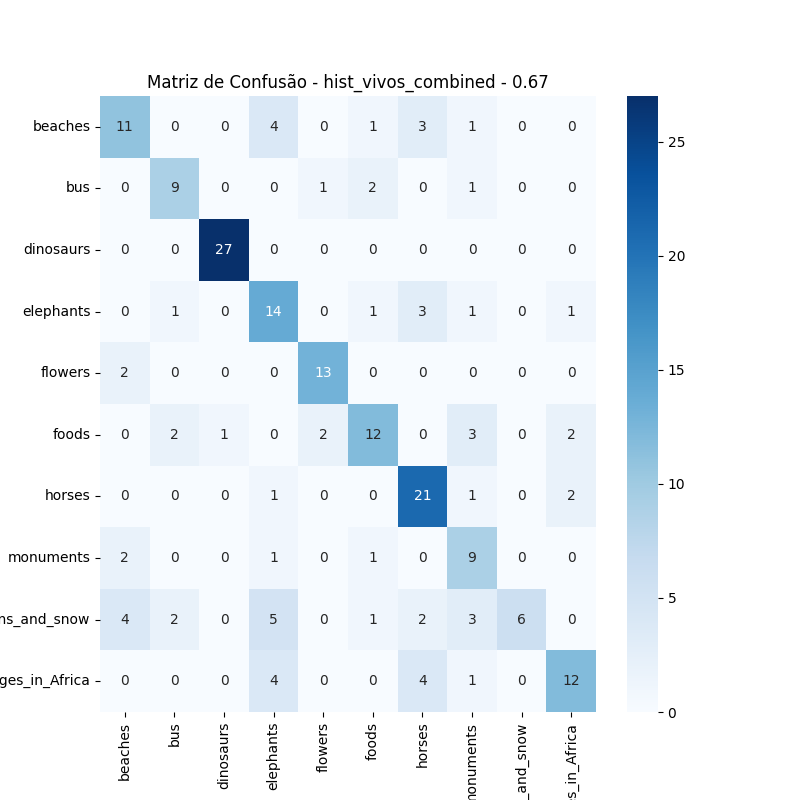 Matriz de Confusão - hist_vivos_combined - 0.67
beaches 11 0 0 4 0 1 3 1 0 0
bus 0 9 0 0 1 2 0 1 0 0
dinosaurs 0 0 27 0 0 0 0 0 0 0
elephants 0 1 0 14 0 1 3 1 0 1
flowers 2 0 0 0 13 0 0 0 0 0
foods 0 2 1 0 2 12 0 3 0 2
horses 0 0 0 1 0 0 21 1 0 2
monuments 2 0 0 1 0 1 0 9 0 0
ns_and_snow 4 2 0 5 0 1 2 3 6 0
ges_in_Africa 0 0 0 4 0 0 4 1 0 12
beaches
bus
dinosaurs
elephants
flowers
foods
horses
monuments
_and_snow
s_in_Africa
25
20
15
10
5
0